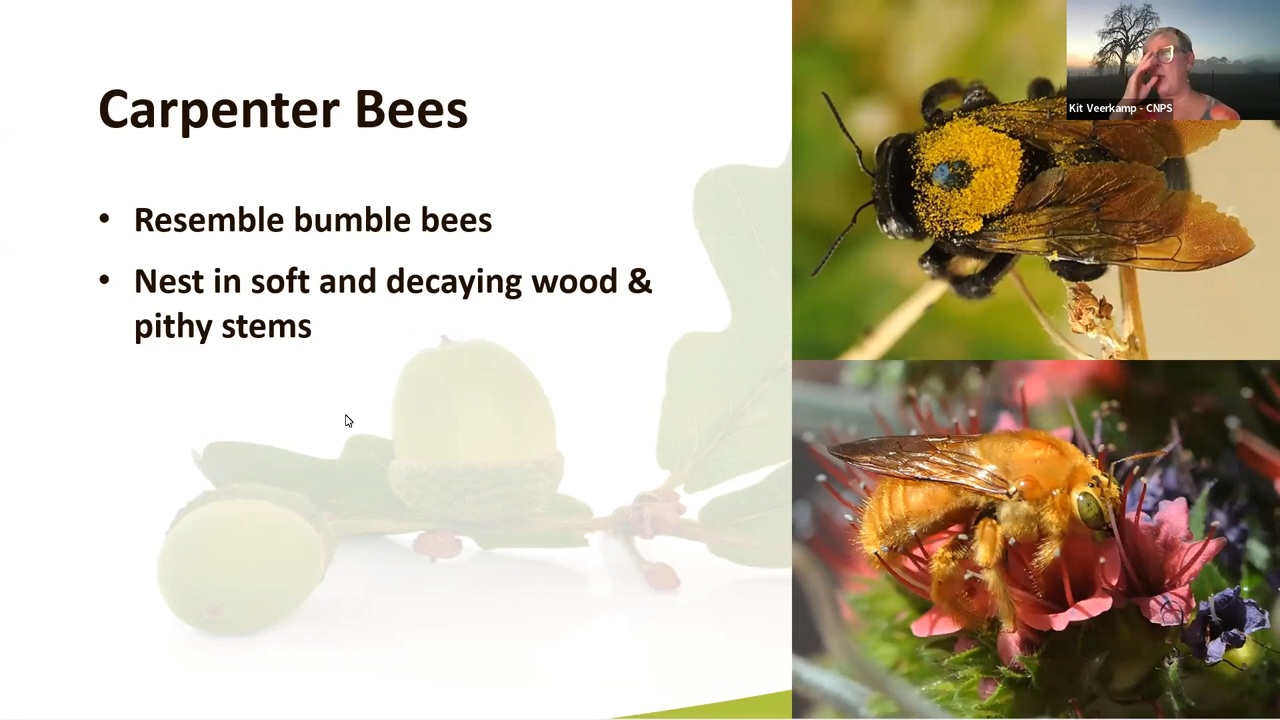 Carpenter Bees
• Resemble bumble bees
• Nest in soft and decaying wood &
pithy stems
Kit Veerkamp - CNPS